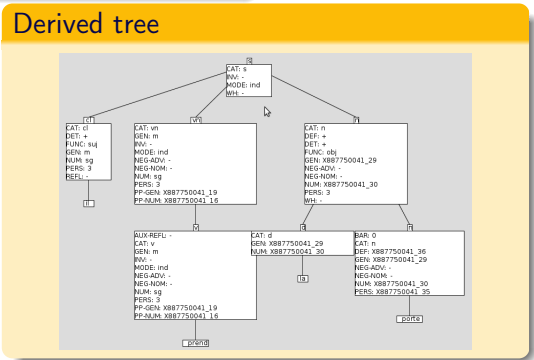 Derived tree
s
CAT: s
INV: -
MODE: ind
WH: -
cl
CAT: cl
DET: +
FUNC: suj
GEN: m
NUM: sg
PERS: 3
REFL: -
il
vn
CAT: vn
GEN: m
INV: -
MODE: ind
NEG-ADV: -
NEG-NOM: -
NUM: sg
PERS: 3
PP-GEN: X887750041_19
PP-NUM: X887750041_16
n
CAT: n
DEF: +
DET: +
FUNC: obj
GEN: X887750041_29
NEG-ADV: -
NEG-NOM: -
NUM: X887750041_30
PERS: 3
WH: -
v
AUX-REFL: -
CAT: v
GEN: m
INV: -
MODE: ind
NEG-ADV: -
NEG-NOM: -
NUM: sg
PERS: 3
PP-GEN: X887750041_19
PP-NUM: X887750041_16
prend
d
CAT: d
GEN: X887750041_29
NUM: X887750041_30
la
n
BAR: 0
CAT: n
DEF: X887750041_36
GEN: X887750041_29
NEG-ADV: -
NEG-NOM: -
NUM: X887750041_30
PERS: X887750041_35
porte